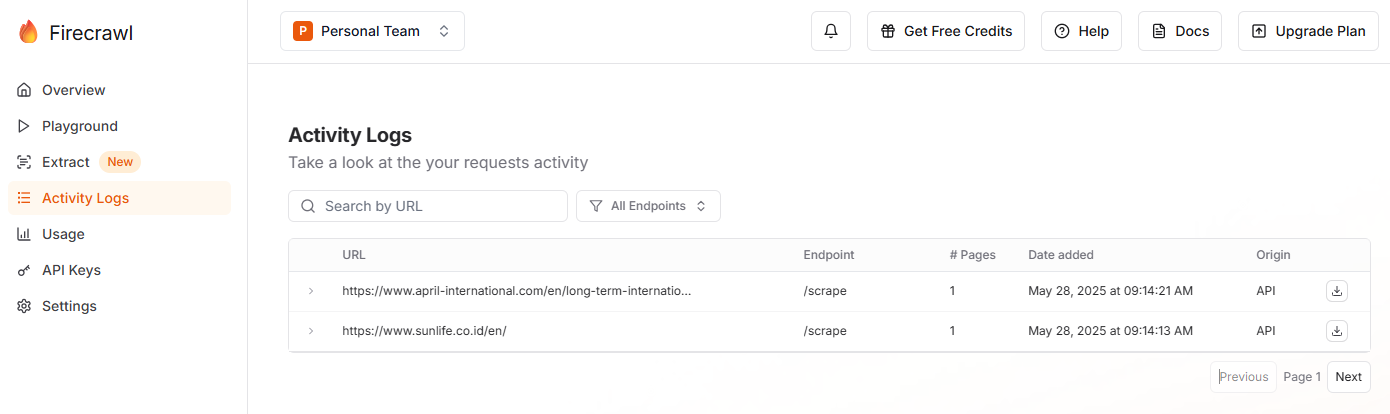 Firecrawl
P Personal Team
Get Free Credits
Help
Docs
Upgrade Plan
Overview
Playground
Extract New
Activity Logs
Usage
API Keys
Settings
Activity Logs
Take a look at the your requests activity
Search by URL
All Endpoints
URL Endpoint # Pages Date added Origin
https://www.april-international.com/en/long-term-internatio... /scrape 1 May 28, 2025 at 09:14:21 AM API
https://www.sunlife.co.id/en/ /scrape 1 May 28, 2025 at 09:14:13 AM API
Previous Page 1 Next